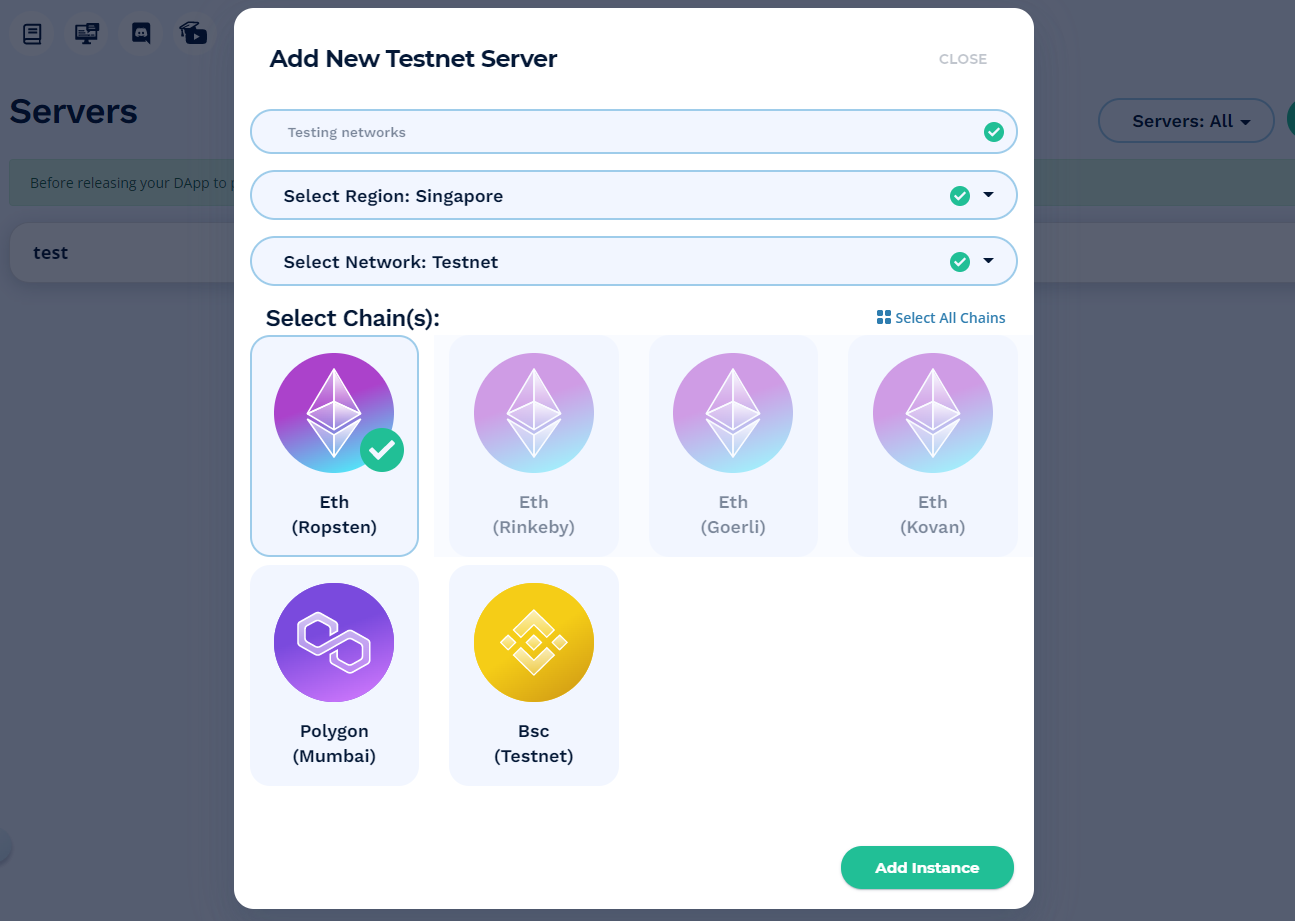 Add New Testnet Server
CLOSE
Servers
Servers: All
Testing networks
Before releasing your DApp to
Select Region: Singapore
test
Select Network: Testnet
Select Chain(s):
Select All Chains
Eth
(Ropsten)
Eth
(Rinkeby)
Eth
(Goerli)
Eth
(Kovan)
Polygon
(Mumbai)
Bsc
(Testnet)
Add Instance